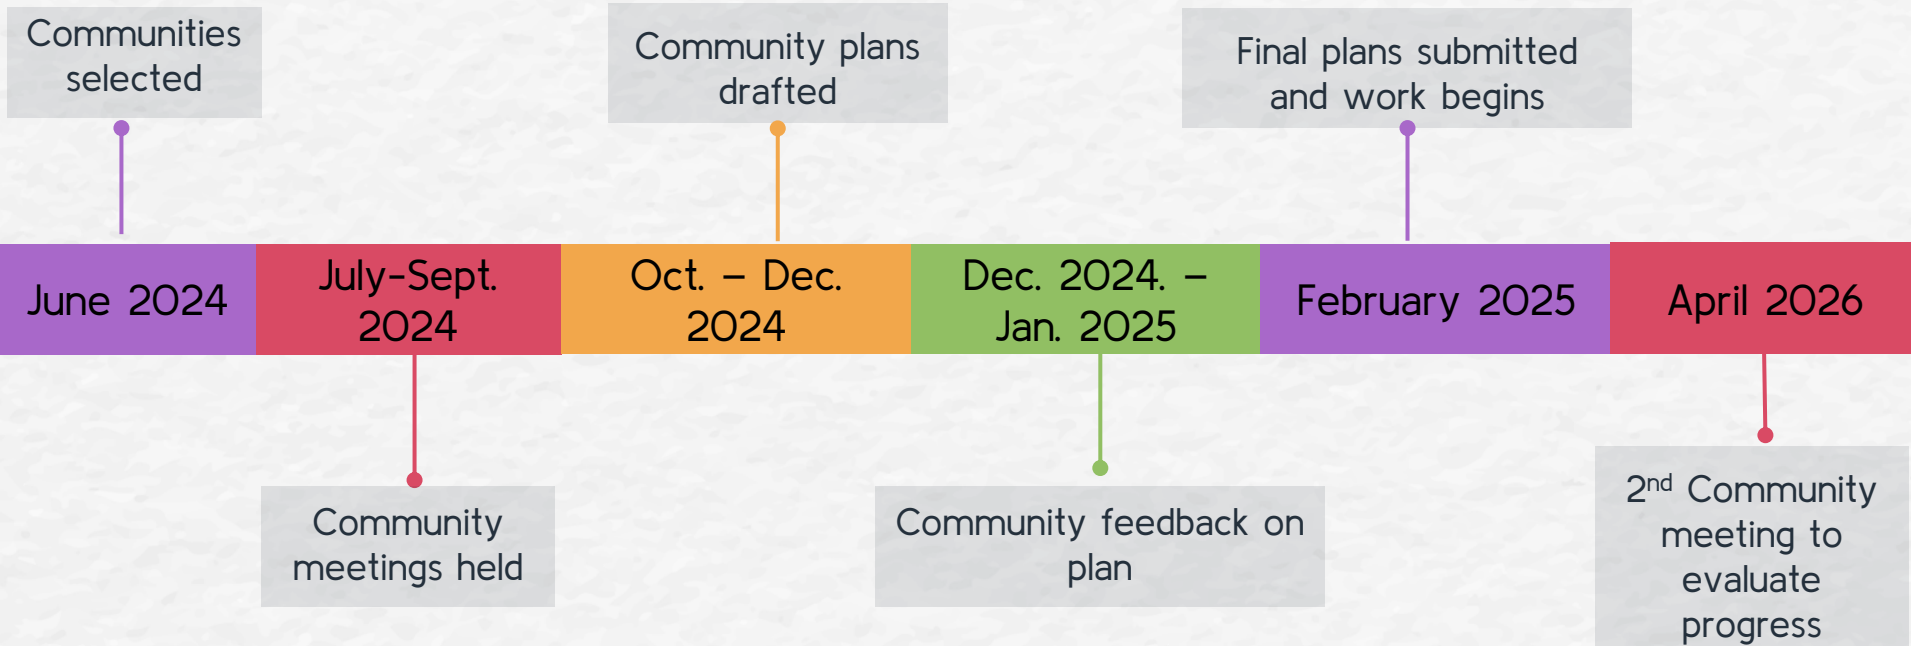 Communities
selected
Community plans
drafted
Final plans submitted
and work begins
June 2024
July-Sept.
2024
Oct. – Dec.
2024
Dec. 2024. –
Jan. 2025
February 2025
April 2026
Community
meetings held
Community feedback on
plan
2nd Community
meeting to
evaluate
progress